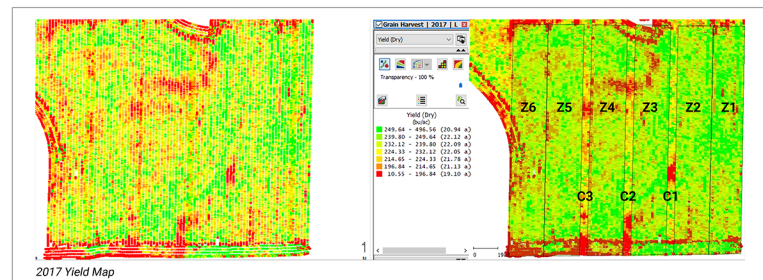 Grain Harvest | 2017 | L
Yield (Dry)
Transparency - 100 %
Yield (Dry)
(bu/ac)
249.64 - 496.56 (20.94 a)
239.80 - 249.64 (22.12 a)
232.12 - 239.80 (22.09 a)
224.33 - 232.12 (22.05 a)
214.65 - 224.33 (21.78 a)
196.84 - 214.65 (21.13 a)
10.55 - 196.84 (19.10 a)
Z6 Z5 Z4 Z3 Z2 Z1
C3 C2 C1
1
0
2017 Yield Map